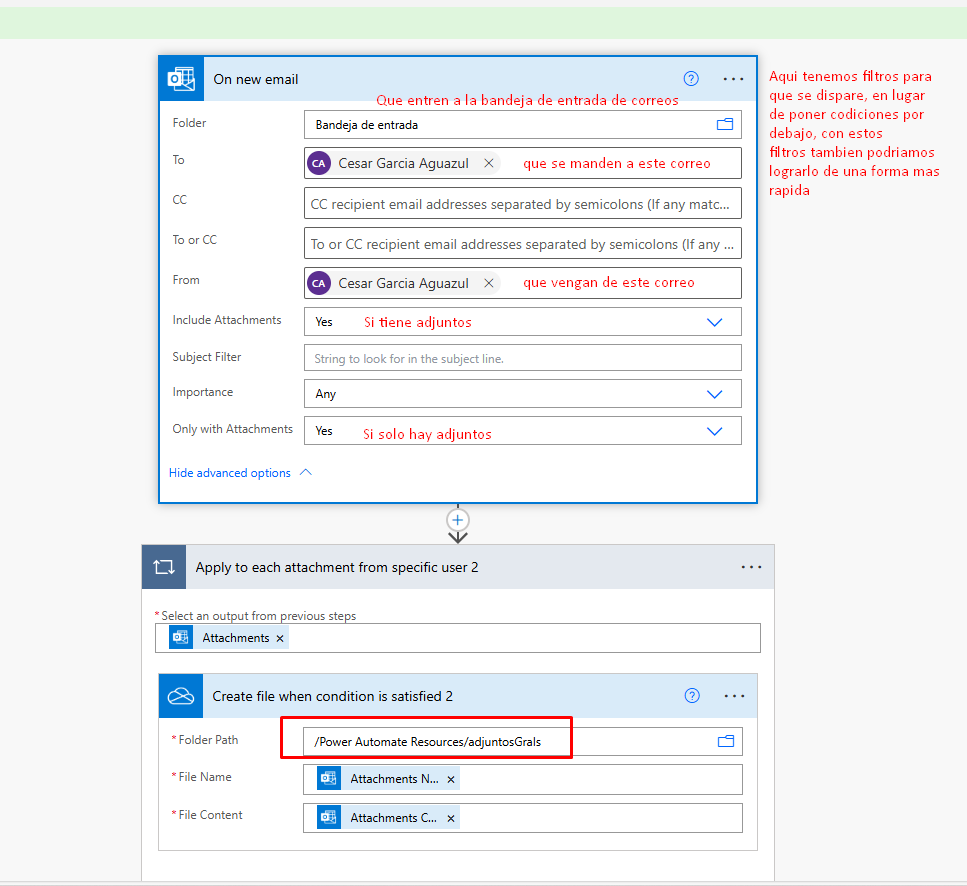 On new email
Aqui tenemos filtros para
que se dispare, en lugar
de poner codiciones por
debajo, con estos
filtros tambien podriamos
lograrlo de una forma mas
rapida
Que entren a la bandeja de entrada de correos
Folder
Bandeja de entrada
To
CA Cesar Garcia Aguazul
que se manden a este correo
CC
CC recipient email addresses separated by semicolons (If any matc...
To or CC
To or CC recipient email addresses separated by semicolons (If any ...
From
CA Cesar Garcia Aguazul
que vengan de este correo
Include Attachments
Yes
Si tiene adjuntos
Subject Filter
String to look for in the subject line.
Importance
Any
Only with Attachments
Yes
Si solo hay adjuntos
Hide advanced options
Apply to each attachment from specific user 2
*Select an output from previous steps
Attachments
Create file when condition is satisfied 2
*Folder Path
/Power Automate Resources/adjuntosGrals
*File Name
Attachments N...
*File Content
Attachments C...